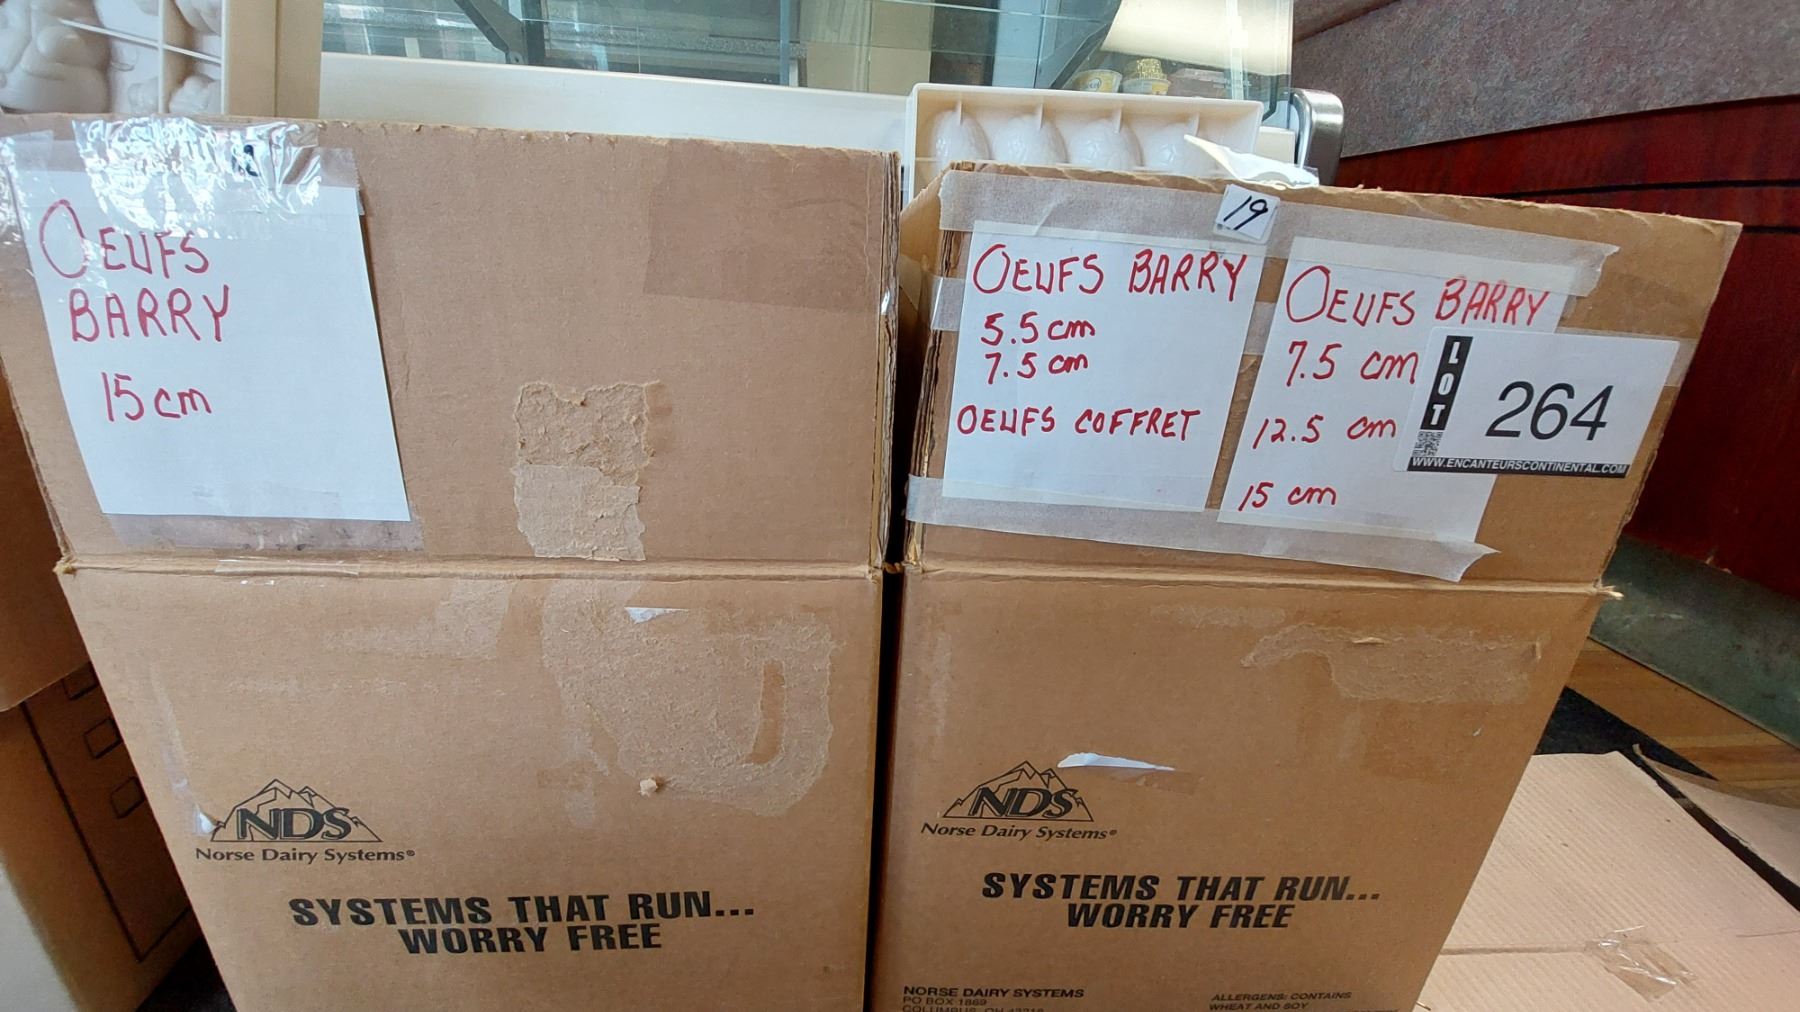 OEUFS
BARRY
15 cm
19
OEUFS BARRY
5.5 cm
7.5 cm
OEUFS COFFRET
OEUFS BARRY
7.5 cm
12.5 cm
15 cm
LOT
264
WWW.ENCANTEURSCONTINENTAL.COM
NDS
Norse Dairy Systems®
SYSTEMS THAT RUN...
WORRY FREE
NDS
Norse Dairy Systems®
SYSTEMS THAT RUN...
WORRY FREE
NORSE DAIRY SYSTEMS
PO BOX 1869
COLUMBUS, OH 43216
ALLERGENS: CONTAINS
WHEAT AND SOY